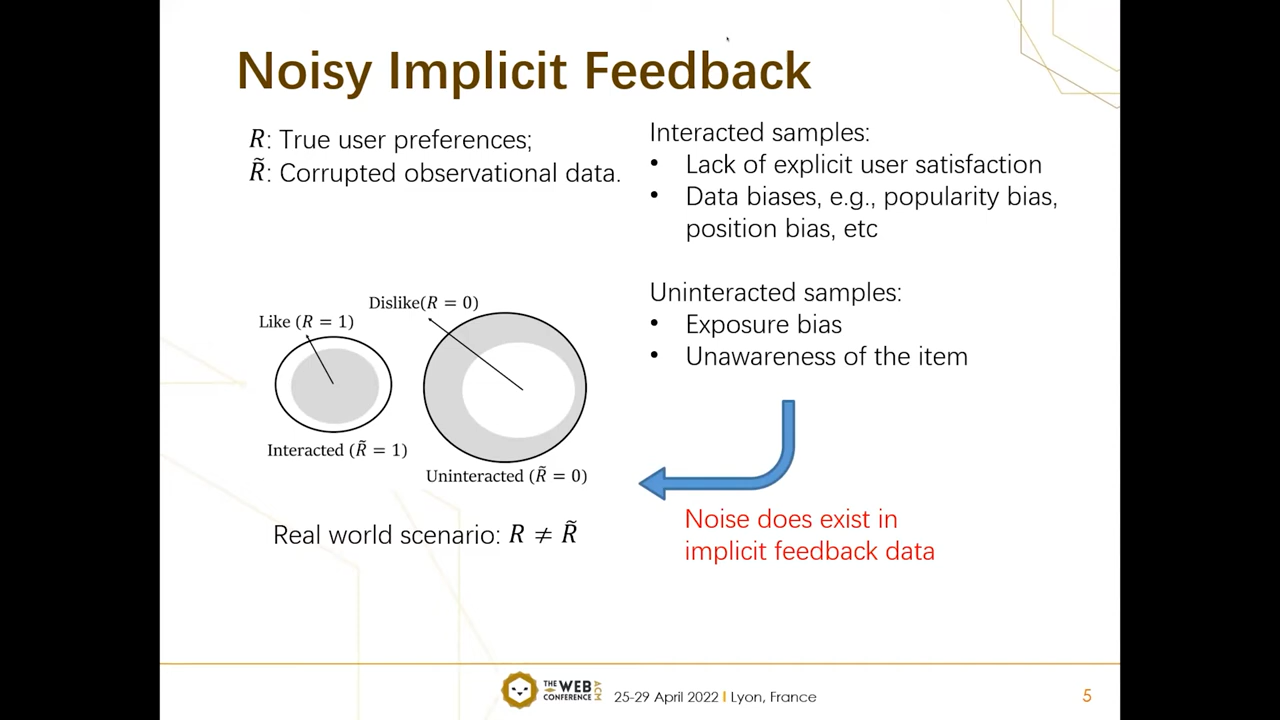 Noisy Implicit Feedback
R: True user preferences;
R̃: Corrupted observational data.
Interacted samples:
• Lack of explicit user satisfaction
• Data biases, e.g., popularity bias,
position bias, etc
Uninteracted samples:
• Exposure bias
• Unawareness of the item
Dislike(R = 0)
Like (R = 1)
Interacted (R̃ = 1)
Uninteracted (R̃ = 0)
Real world scenario: R ≠ R̃
Noise does exist in
implicit feedback data
THE WEB CONFERENCE ACM
25-29 April 2022 I Lyon, France
5